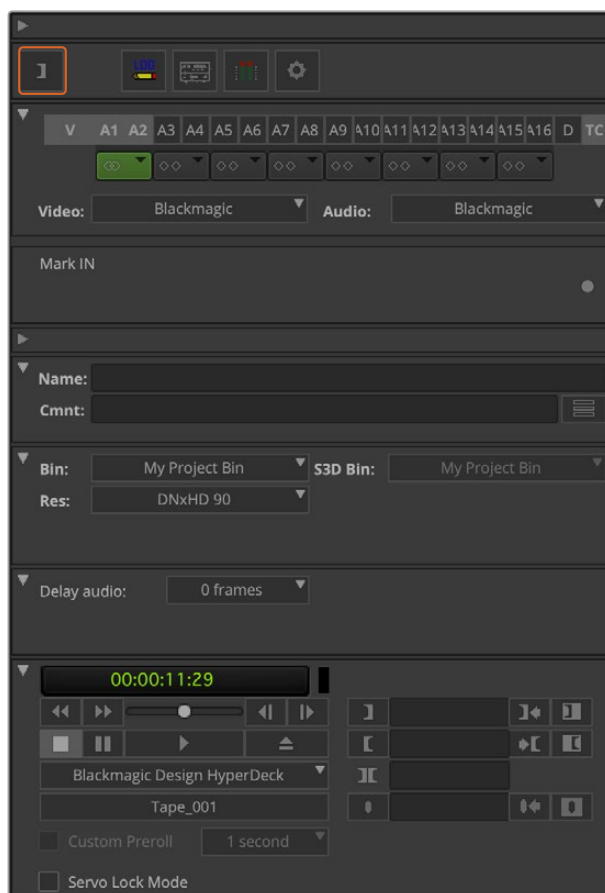 LOG
V A1 A2 A3 A4 A5 A6 A7 A8 A9 A10 A11 A12 A13 A14 A15 A16 D TC
Video: Blackmagic Audio: Blackmagic
Mark IN
Name:
Cmnt:
Bin: My Project Bin S3D Bin: My Project Bin
Res: DNxHD 90
Delay audio: 0 frames
00:00:11:29
Blackmagic Design HyperDeck
Tape_001
Custom Preroll 1 second
Servo Lock Mode